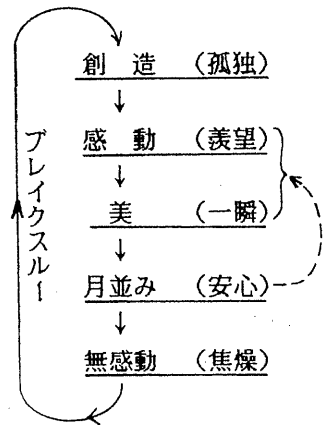 創造 (孤独)
感動 (羨望)
美 (一瞬)
月並み (安心)
無感動 (焦燥)
ブレイクスルー